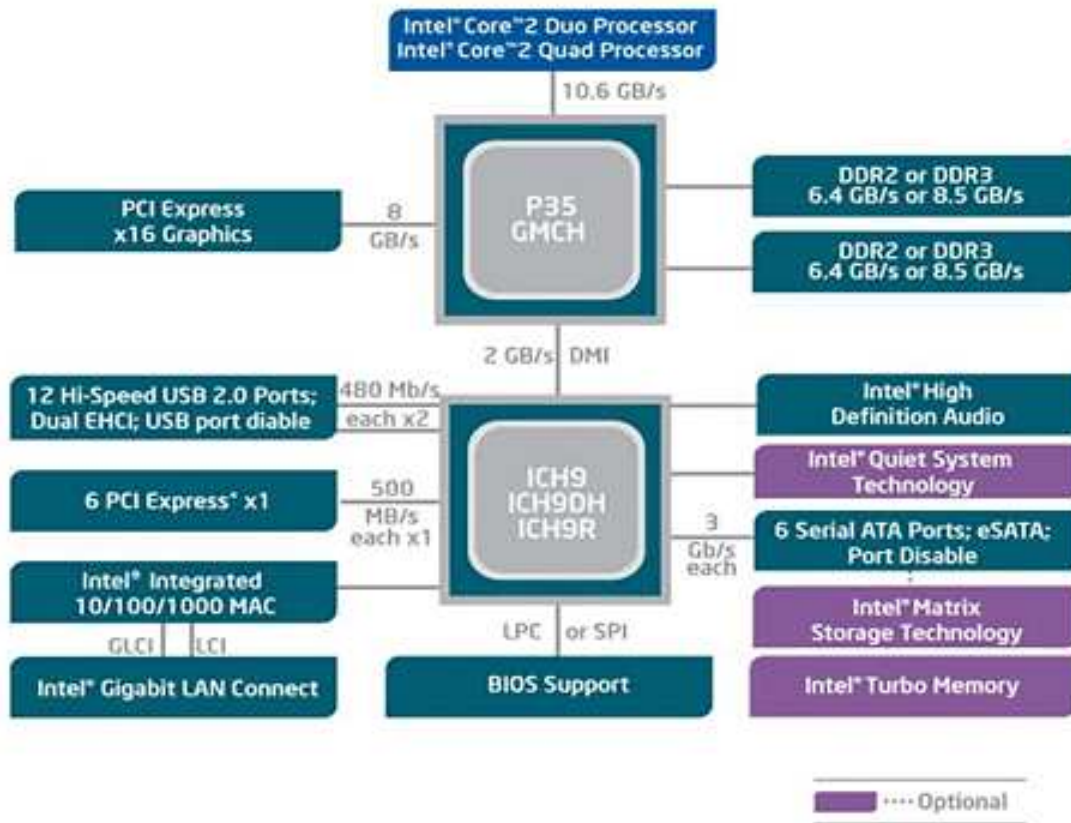 Intel® Core™2 Duo Processor
Intel® Core™2 Quad Processor
10.6 GB/s
P35
GMCH
PCI Express
x16 Graphics
8
GB/s
DDR2 or DDR3
6.4 GB/s or 8.5 GB/s
DDR2 or DDR3
6.4 GB/s or 8.5 GB/s
2 GB/s DMI
12 Hi-Speed USB 2.0 Ports;
Dual EHCI; USB port diable
480 Mb/s
each x2
Intel® High
Definition Audio
ICH9
ICH9DH
ICH9R
Intel® Quiet System
Technology
6 PCI Express* x1
500
MB/s
each x1
3
Gb/s
each
6 Serial ATA Ports; eSATA;
Port Disable
Intel® Integrated
10/100/1000 MAC
Intel® Matrix
Storage Technology
GLCI LCI
LPC or SPI
Intel® Gigabit LAN Connect
BIOS Support
Intel® Turbo Memory
Optional